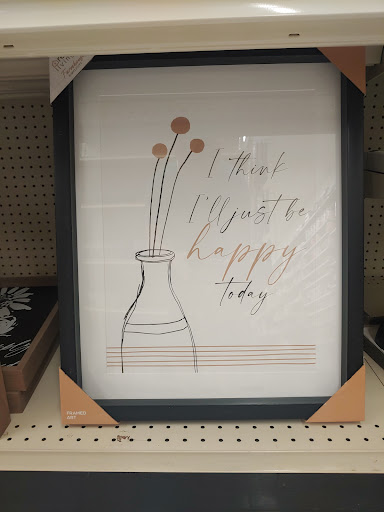 I think
I'll just be
happy
today
FRAMED
ART